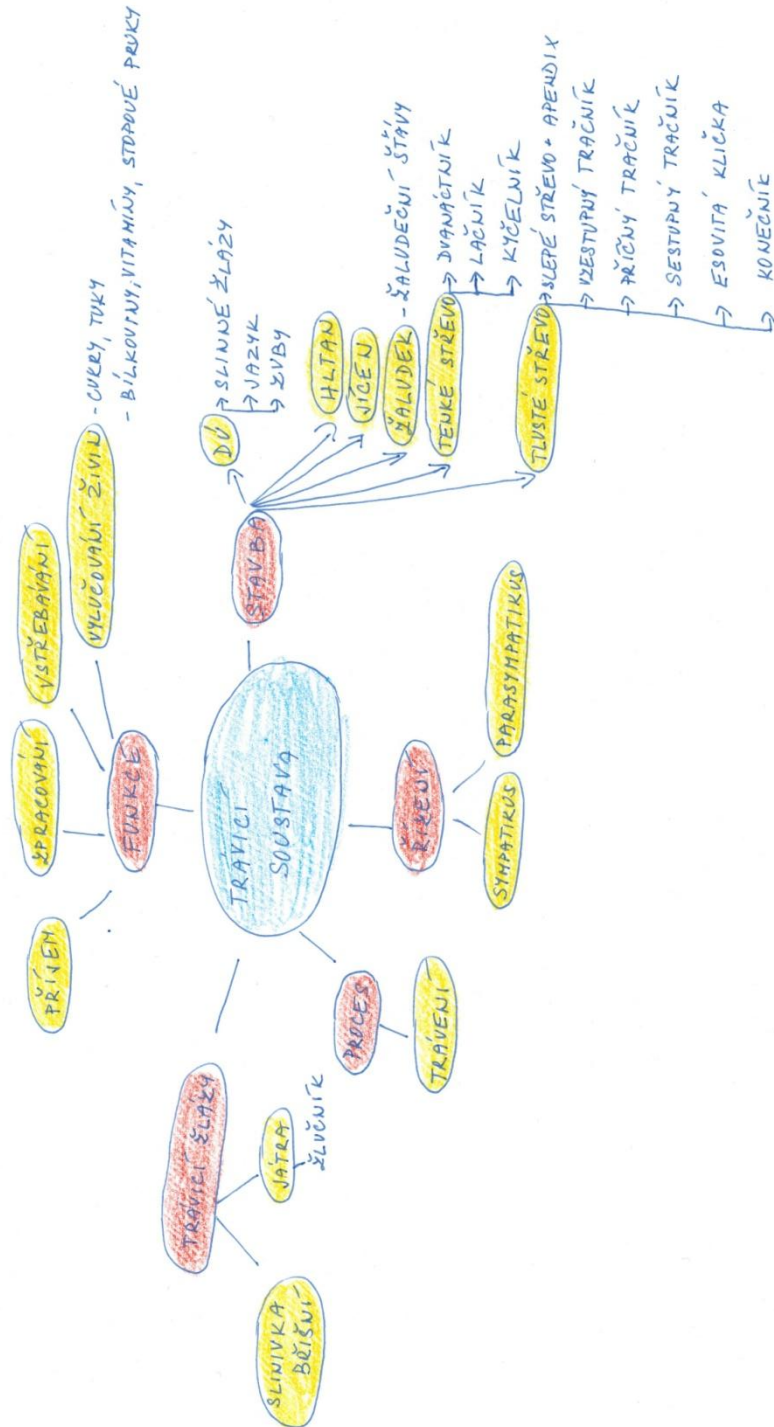 TRÁVICÍ
SOUSTAVA
FUNKCE
PŘÍJEM
ZPRACOVÁNÍ
VSTŘEBÁVÁNÍ
VYLUČOVÁNÍ ŽIVIN
- CUKRY, TUKY
- BÍLKOVINY, VITAMÍNY, STOPOVÉ PRVKY
STAVBA
DÚ
SLINNÉ ŽLÁZY
JAZYK
ZUBY
HLTAN
JÍCEN
ŽALUDEK - ŽALUDEČNÍ ŠŤÁVY
TENKÉ STŘEVO
DVANÁCTNÍK
LAČNÍK
KYČELNÍK
TLUSTÉ STŘEVO
SLEPÉ STŘEVO + APENDIX
VZESTUPNÝ TRAČNÍK
PŘÍČNÝ TRAČNÍK
SESTUPNÝ TRAČNÍK
ESOVITÁ KLIČKA
KONEČNÍK
ŘÍZENÍ
SYMPATIKUS
PARASYMPATIKUS
PROCES
TRÁVENÍ
TRÁVICÍ ŽLÁZY
JÁTRA
ŽLUČNÍK
SLINIVKA
BŘIŠNÍ